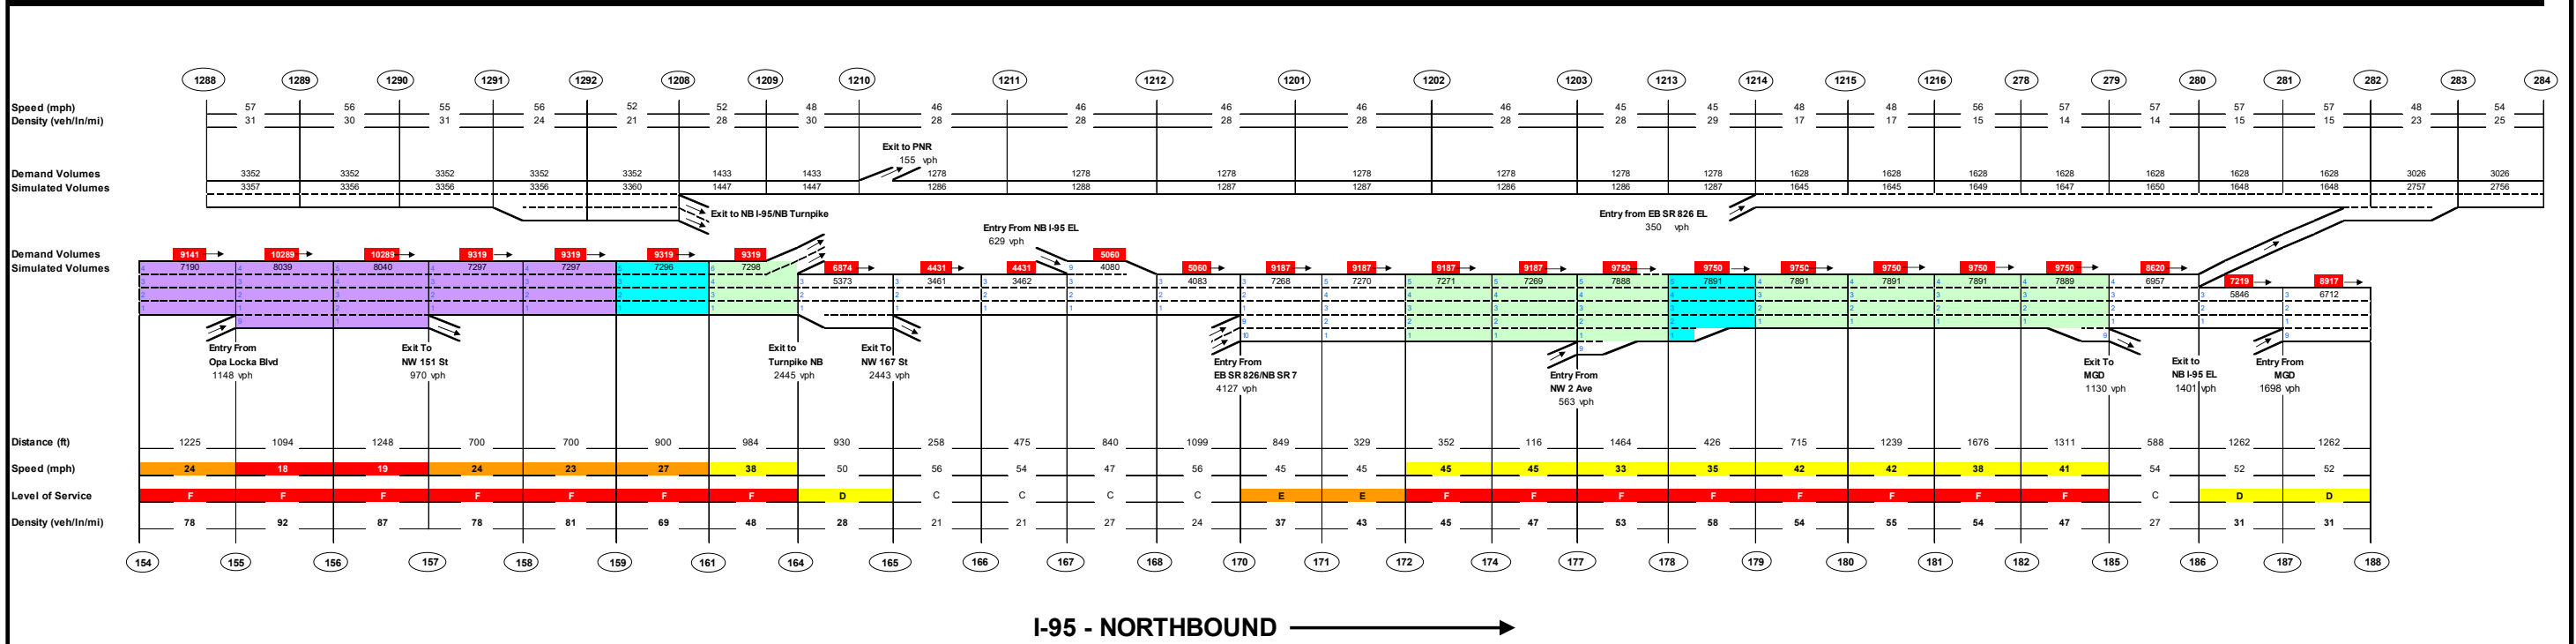 1288 1289 1290 1291 1292 1208 1209 1210 1211 1212 1201 1202 1203 1213 1214 1215 1216 278 279 280 281 282 283 284
Speed (mph) 57 56 55 56 52 52 48 46 46 46 46 46 45 45 48 48 56 57 57 57 57 48 54
Density (veh/ln/mi) 31 30 31 24 21 28 30 28 28 28 28 28 28 29 17 17 15 14 14 15 15 23 25
Exit to PNR
155 vph
Demand Volumes 3352 3352 3352 3352 3352 1433 1433 1278 1278 1278 1278 1278 1278 1278 1628 1628 1628 1628 1628 1628 1628 3026 3026
Simulated Volumes 3357 3356 3356 3356 3360 1447 1447 1286 1288 1287 1287 1286 1286 1287 1645 1645 1649 1647 1650 1648 1648 2757 2756
Exit to NB I-95/NB Turnpike
Entry from EB SR 826 EL
350 vph
Entry From NB I-95 EL
629 vph
Demand Volumes 9141 10289 10289 9319 9319 9319 9319 6874 4431 4431 5060 5060 9187 9187 9187 9187 9750 9750 9750 9750 9750 9750 8620 7219 8917
Simulated Volumes 7190 8039 8040 7297 7297 7296 7298 5373 3461 3462 4080 4083 7268 7270 7271 7269 7888 7891 7891 7891 7891 7889 6957 5846 6712
Entry From
Opa Locka Blvd
1148 vph
Exit To
NW 151 St
970 vph
Exit to
Turnpike NB
2445 vph
Exit To
NW 167 St
2443 vph
Entry From
EB SR 826/NB SR 7
4127 vph
Entry From
NW 2 Ave
563 vph
Exit To
MGD
1130 vph
Exit to
NB I-95 EL
1401 vph
Entry From
MGD
1698 vph
Distance (ft) 1225 1094 1248 700 700 900 984 930 258 475 840 1099 849 329 352 116 1464 426 715 1239 1676 1311 588 1262 1262
Speed (mph) 24 18 19 24 23 27 38 50 56 54 47 56 45 45 45 45 33 35 42 42 38 41 54 52 52
Level of Service F F F F F F F D C C C C E E F F F F F F F F C D D
Density (veh/ln/mi) 78 92 87 78 81 69 48 28 21 21 27 24 37 43 45 47 53 58 54 55 54 47 27 31 31
154 155 156 157 158 159 161 164 165 166 167 168 170 171 172 174 177 178 179 180 181 182 185 186 187 188
I-95 - NORTHBOUND